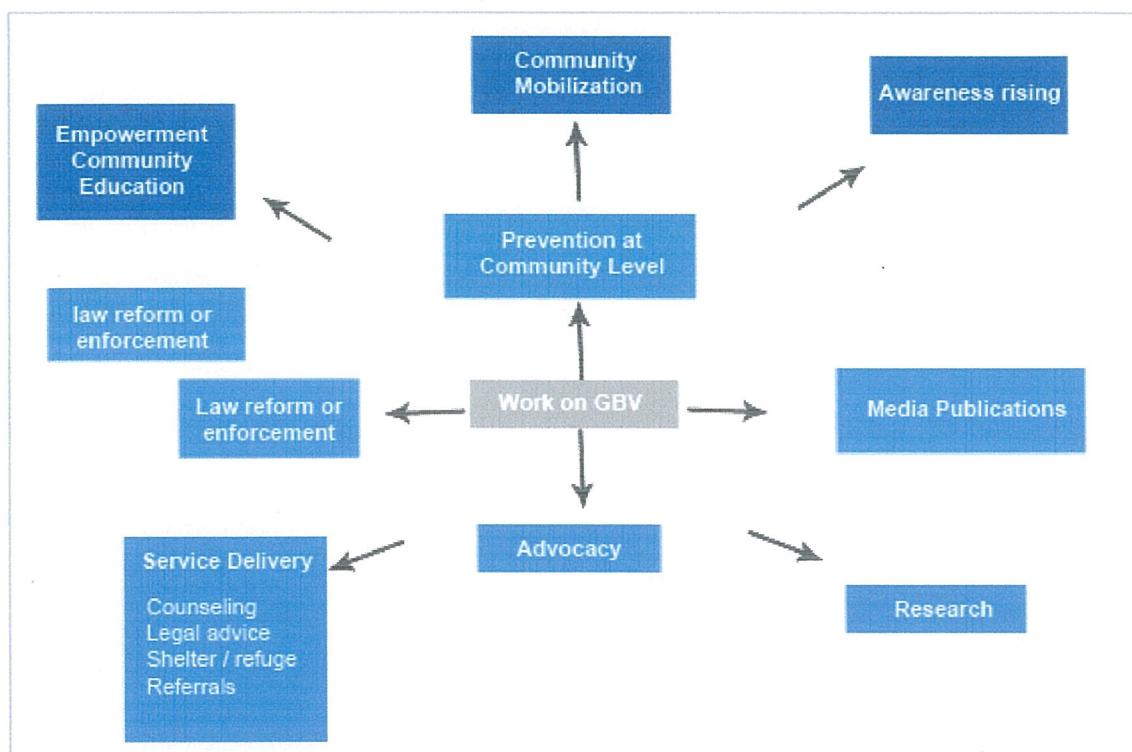 Community
Mobilization
Awareness rising
Empowerment
Community
Education
Prevention at
Community Level
law reform or
enforcement
Law reform or
enforcement
Work on GBV
Media Publications
Service Delivery
Counseling
Legal advice
Shelter / refuge
Referrals
Advocacy
Research